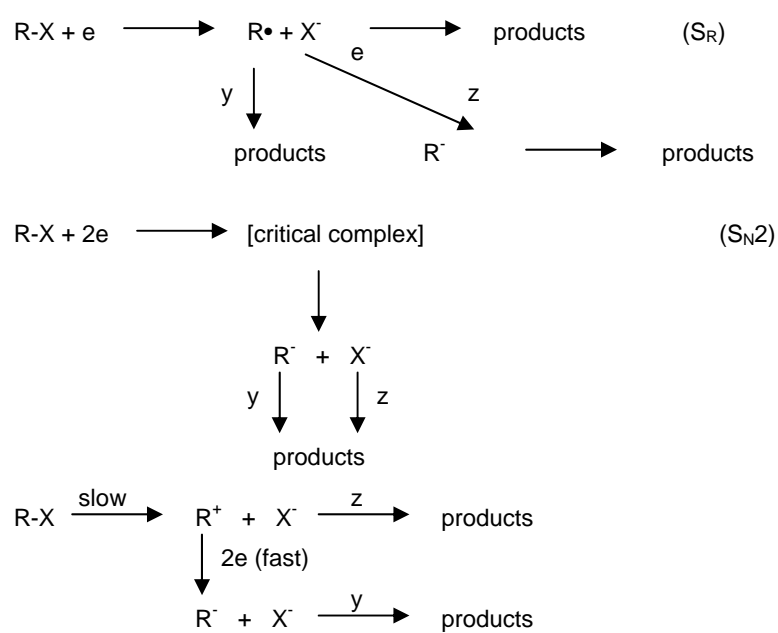 R-X + e R• + X⁻ products (S_R)
e
y z
products R⁻ products
R-X + 2e [critical complex] (S_N2)
R⁻ + X⁻
y z
products
slow z
R-X R⁺ + X⁻ products
2e (fast)
y
R⁻ + X⁻ products